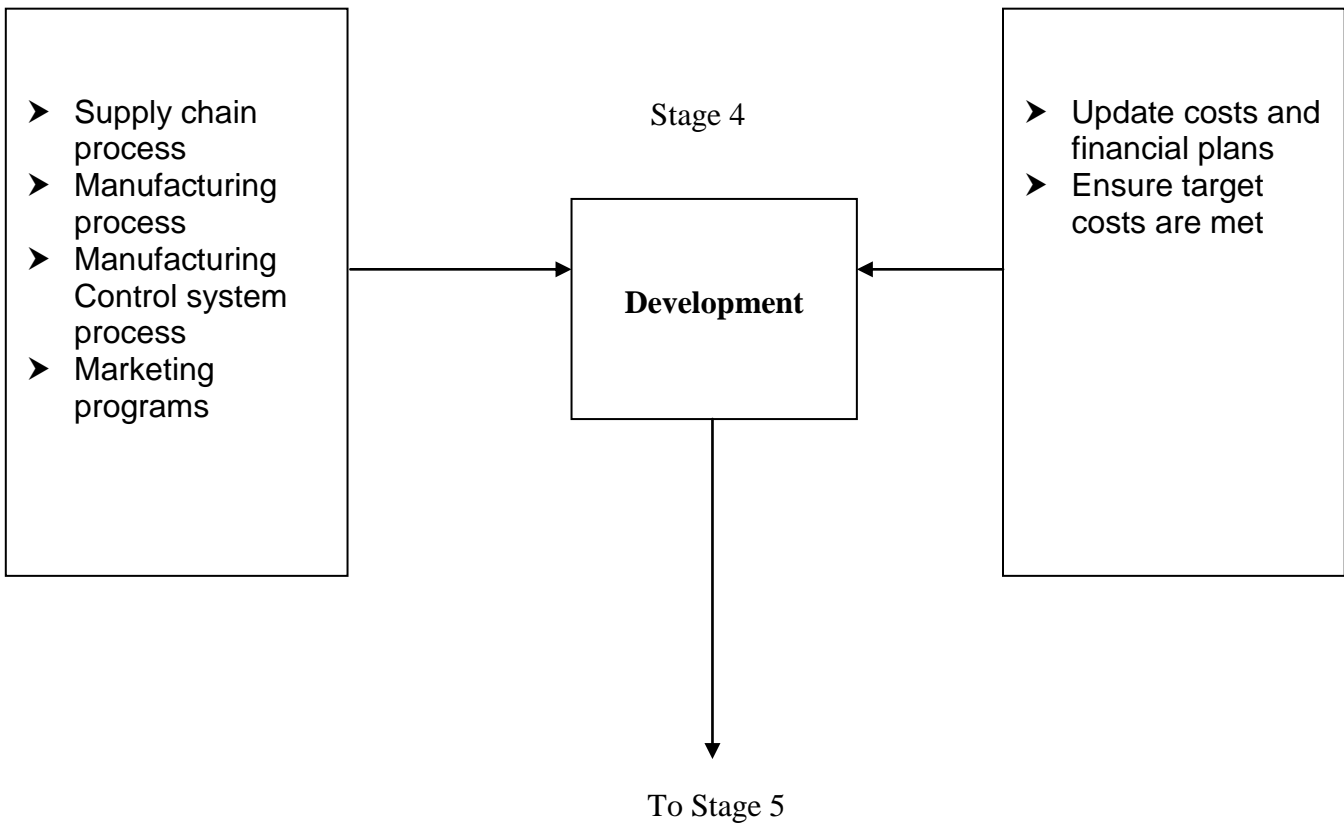 ➤ Supply chain
process
➤ Manufacturing
process
➤ Manufacturing
Control system
process
➤ Marketing
programs
Stage 4
Development
➤ Update costs and
financial plans
➤ Ensure target
costs are met
To Stage 5